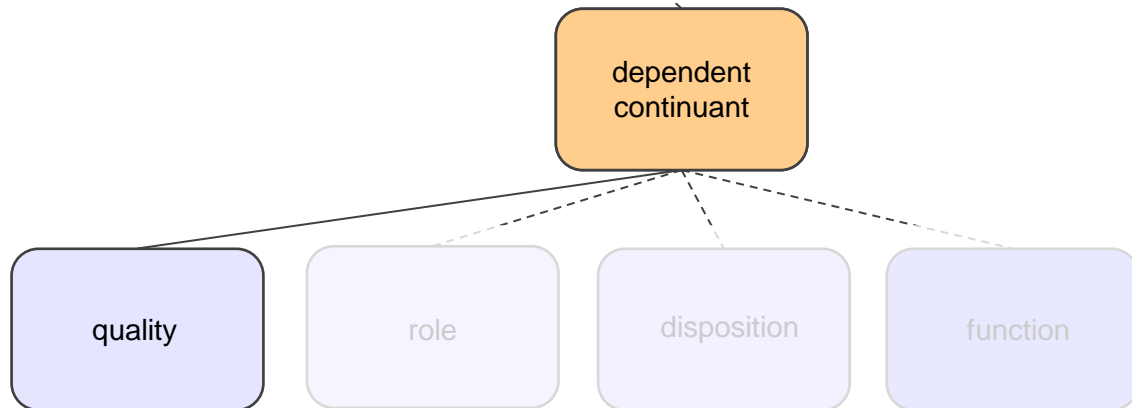 dependent
continuant
quality
role
disposition
function